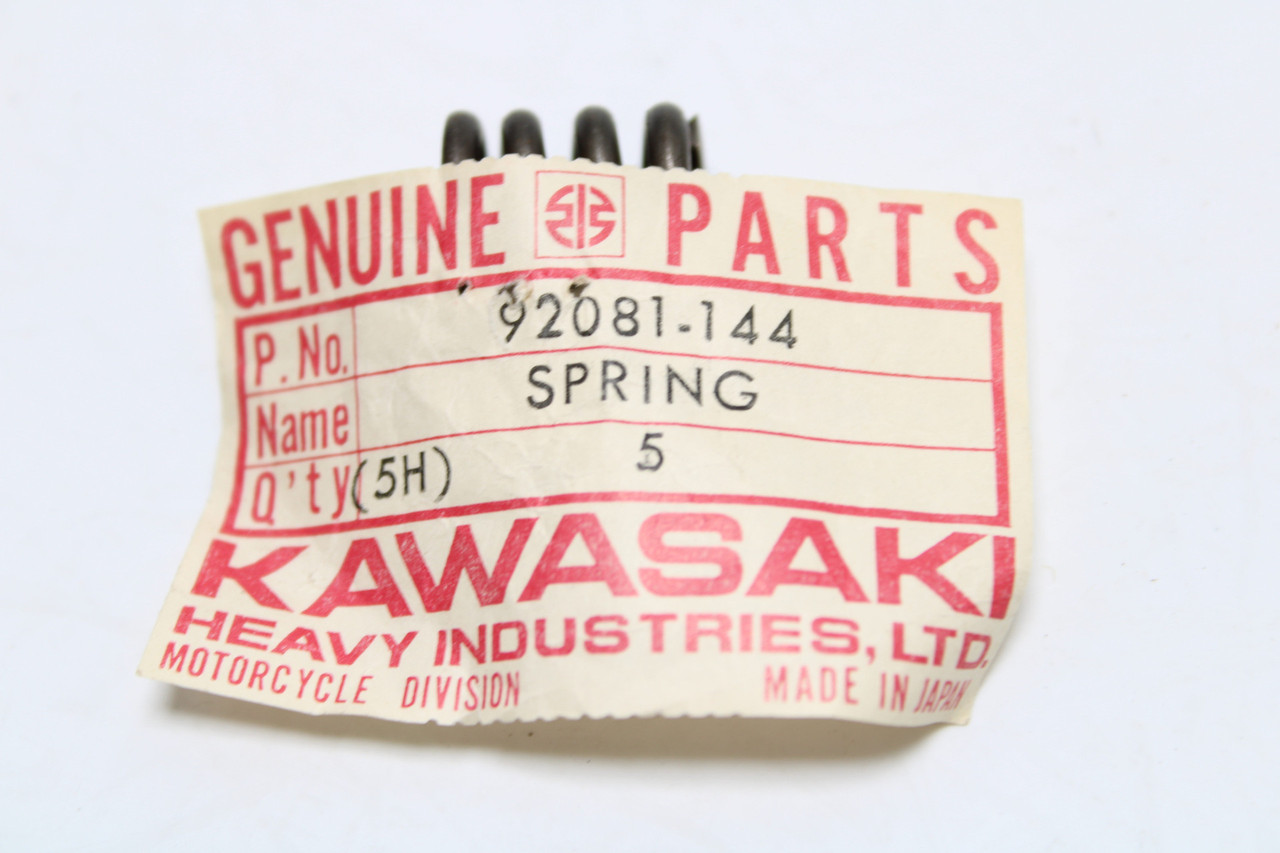 GENUINE PARTS
P. No. 92081-144
Name SPRING
Q'ty (5H) 5
KAWASAKI
HEAVY INDUSTRIES, LTD.
MOTORCYCLE DIVISION MADE IN JAPAN